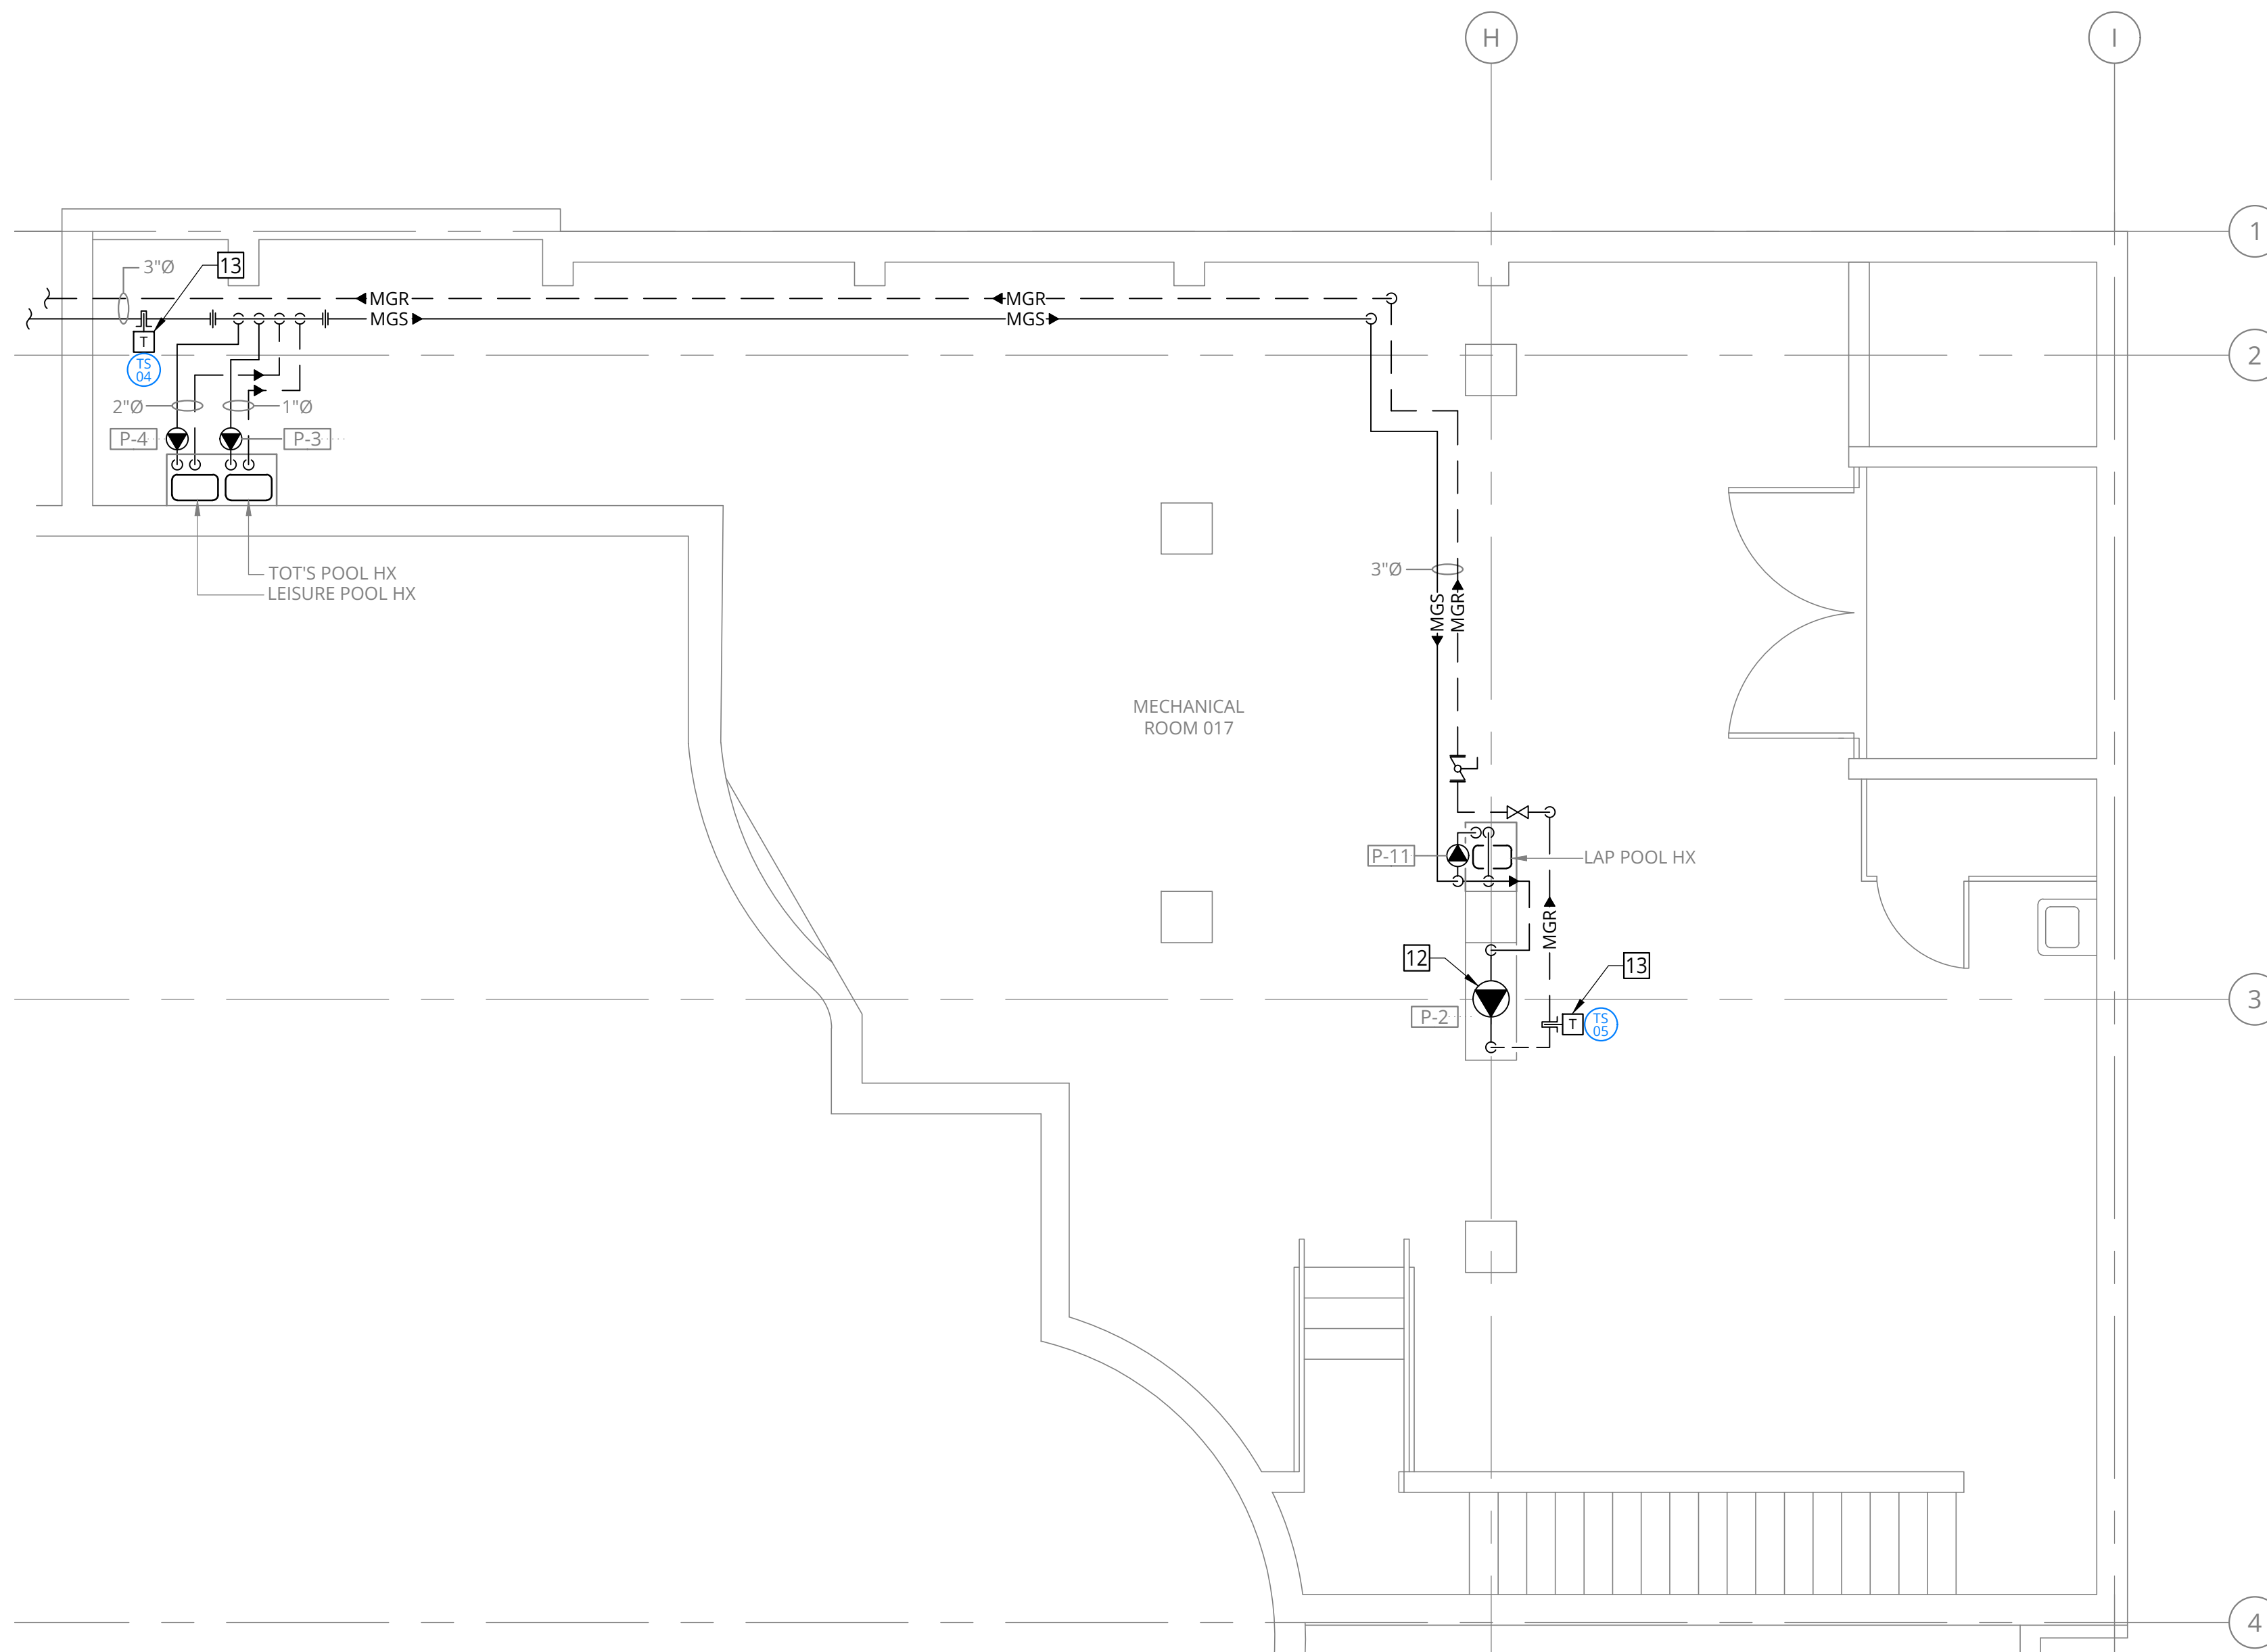 H
I
1
3"Ø
13
MGR
MGR
MGS
MGS
T
TS
04
2
2"Ø
1"Ø
P-4
P-3
TOT'S POOL HX
LEISURE POOL HX
3"Ø
MGS
MGR
MECHANICAL
ROOM 017
P-11
LAP POOL HX
MGR
12
13
3
P-2
T
TS
05
4